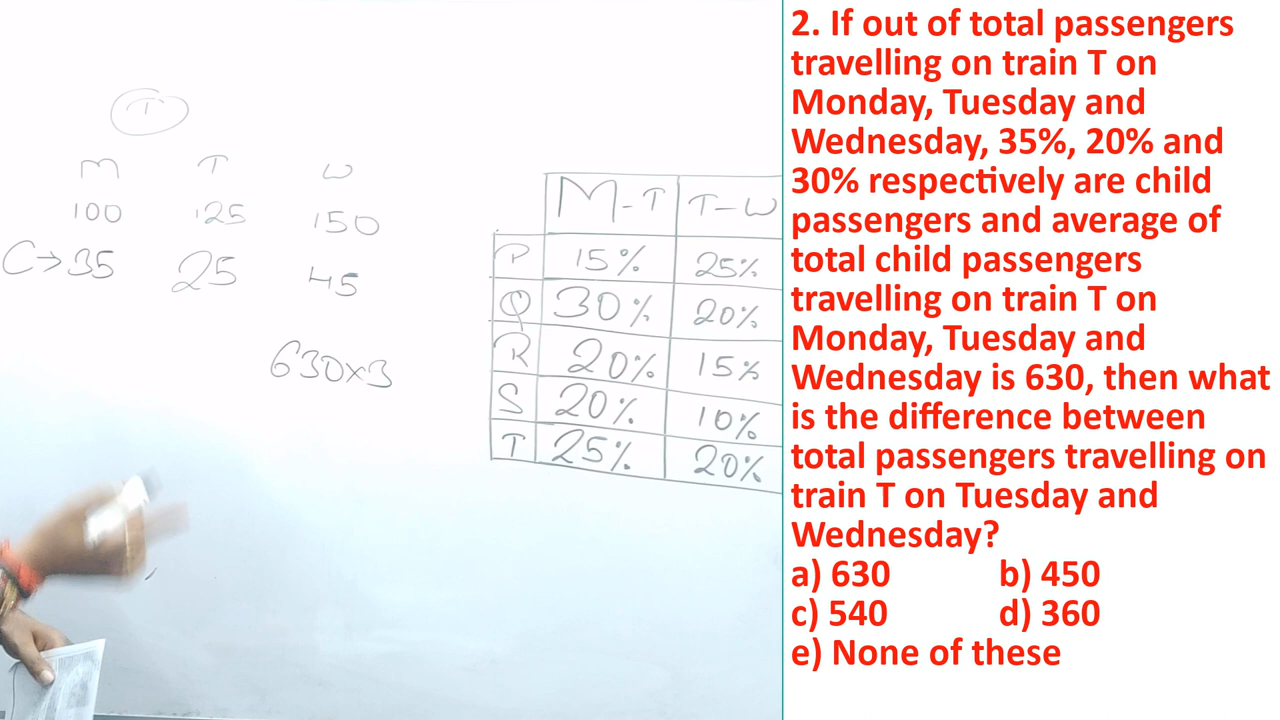 T
M T W
100 125 150
C→35 25 45
630×3
M-T T-W
P 15% 25%
Q 30% 20%
R 20% 15%
S 20% 10%
T 25% 20%
2. If out of total passengers
travelling on train T on
Monday, Tuesday and
Wednesday, 35%, 20% and
30% respectively are child
passengers and average of
total child passengers
travelling on train T on
Monday, Tuesday and
Wednesday is 630, then what
is the difference between
total passengers travelling on
train T on Tuesday and
Wednesday?
a) 630 b) 450
c) 540 d) 360
e) None of these